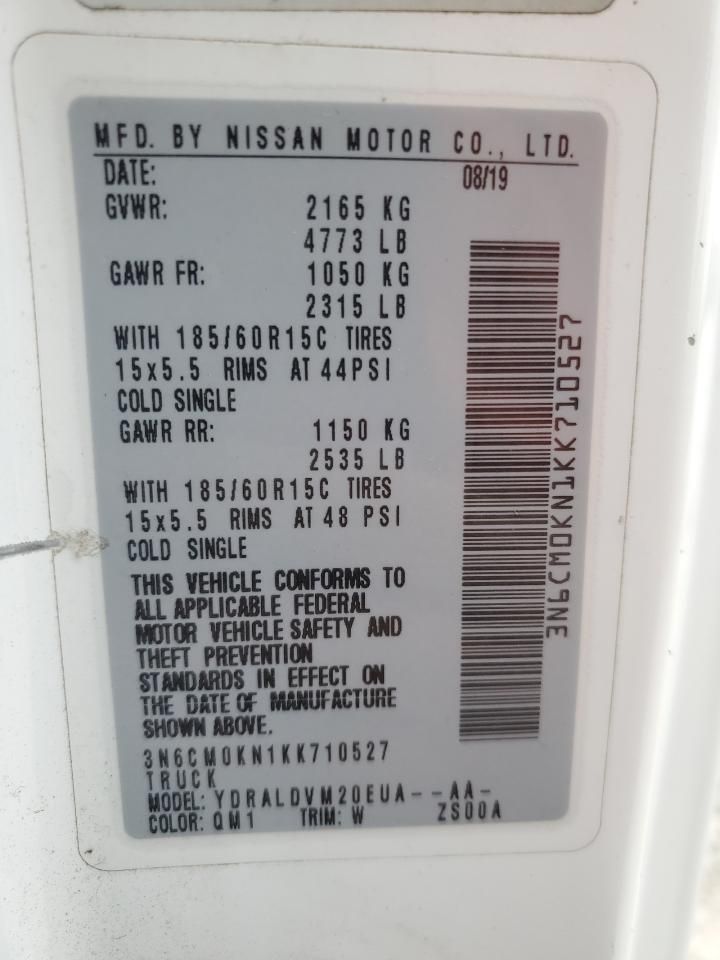 MFD. BY NISSAN MOTOR CO., LTD.
DATE: 08/19
GVWR: 2165 KG
4773 LB
GAWR FR: 1050 KG
2315 LB
WITH 185/60R15C TIRES
15x5.5 RIMS AT 44PSI
COLD SINGLE
GAWR RR: 1150 KG
2535 LB
WITH 185/60R15C TIRES
15x5.5 RIMS AT 48 PSI
COLD SINGLE
THIS VEHICLE CONFORMS TO
ALL APPLICABLE FEDERAL
MOTOR VEHICLE SAFETY AND
THEFT PREVENTION
STANDARDS IN EFFECT ON
THE DATE OF MANUFACTURE
SHOWN ABOVE.
3N6CM0KN1KK710527
TRUCK
MODEL: YDRALDVM20EUA--AA-
COLOR: QM1 TRIM: W ZS00A
3N6CM0KN1KK710527